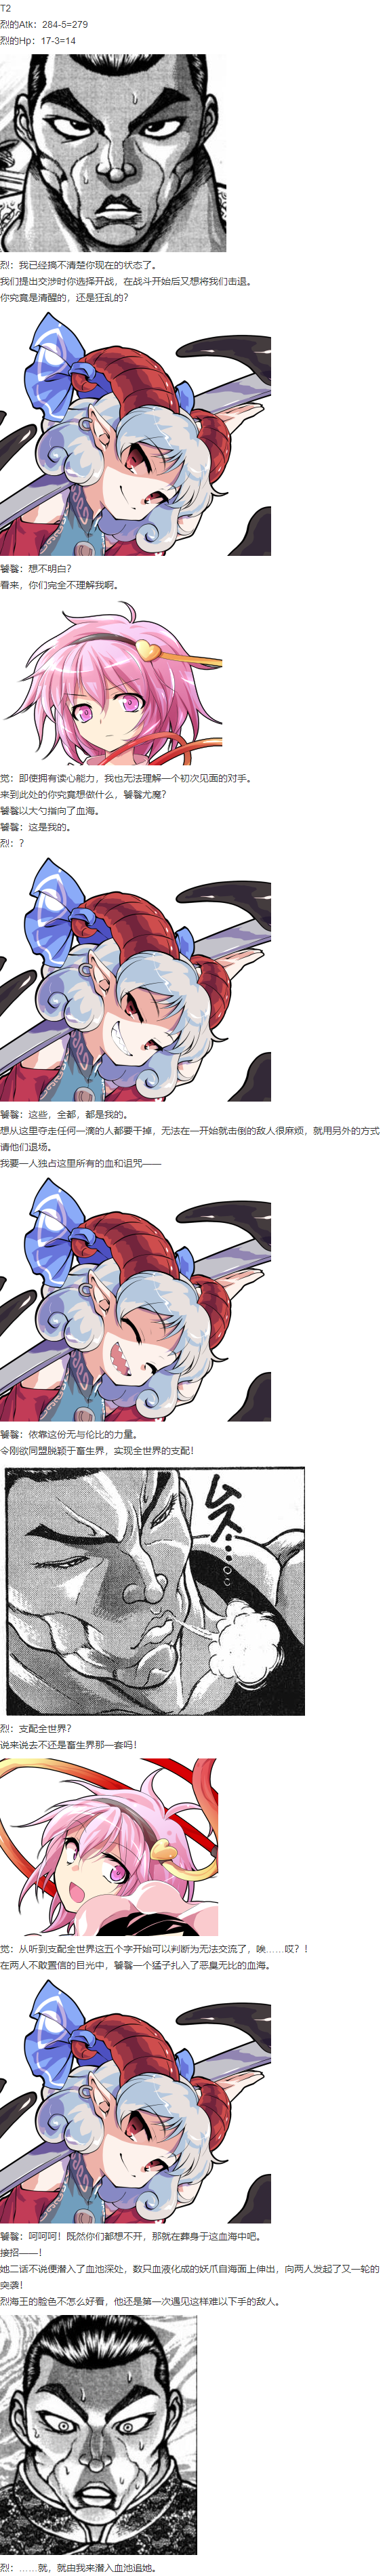 T2
烈的Atk：284-5=279
烈的Hp：17-3=14
烈：我已经搞不清楚你现在的状态了。
我们提出交涉时你选择开战，在战斗开始后又想将我们击退。
你究竟是清醒的，还是狂乱的？
饕餮：想不明白？
看来，你们完全不理解我啊。
觉：即使拥有读心能力，我也无法理解一个初次见面的对手。
来到此处的你究竟想做什么，饕餮尤魔？
饕餮以大勺指向了血海。
饕餮：这是我的。
烈：？
饕餮：这些，全都，都是我的。
想从这里夺走任何一滴的人都要干掉，无法在一开始就击倒的敌人很麻烦，就用另外的方式
请他们退场。
我要一人独占这里所有的血和诅咒——
饕餮：依靠这份无与伦比的力量。
令刚欲同盟脱颖于畜生界，实现全世界的支配！
ムス…
烈：支配全世界？
说来说去不还是畜生界那一套吗！
觉：从听到支配全世界这五个字开始可以判断为无法交流了，唉……哎？！
在两人不敢置信的目光中，饕餮一个猛子扎入了恶臭无比的血海。
饕餮：呵呵呵！既然你们都想不开，那就在葬身于这血海中吧。
接招——！
她二话不说便潜入了血池深处，数只血液化成的妖爪自海面上伸出，向两人发起了又一轮的
突袭！
烈海王的脸色不怎么好看，他还是第一次遇见这样难以下手的敌人。
烈：……就，就由我来潜入血池追她。